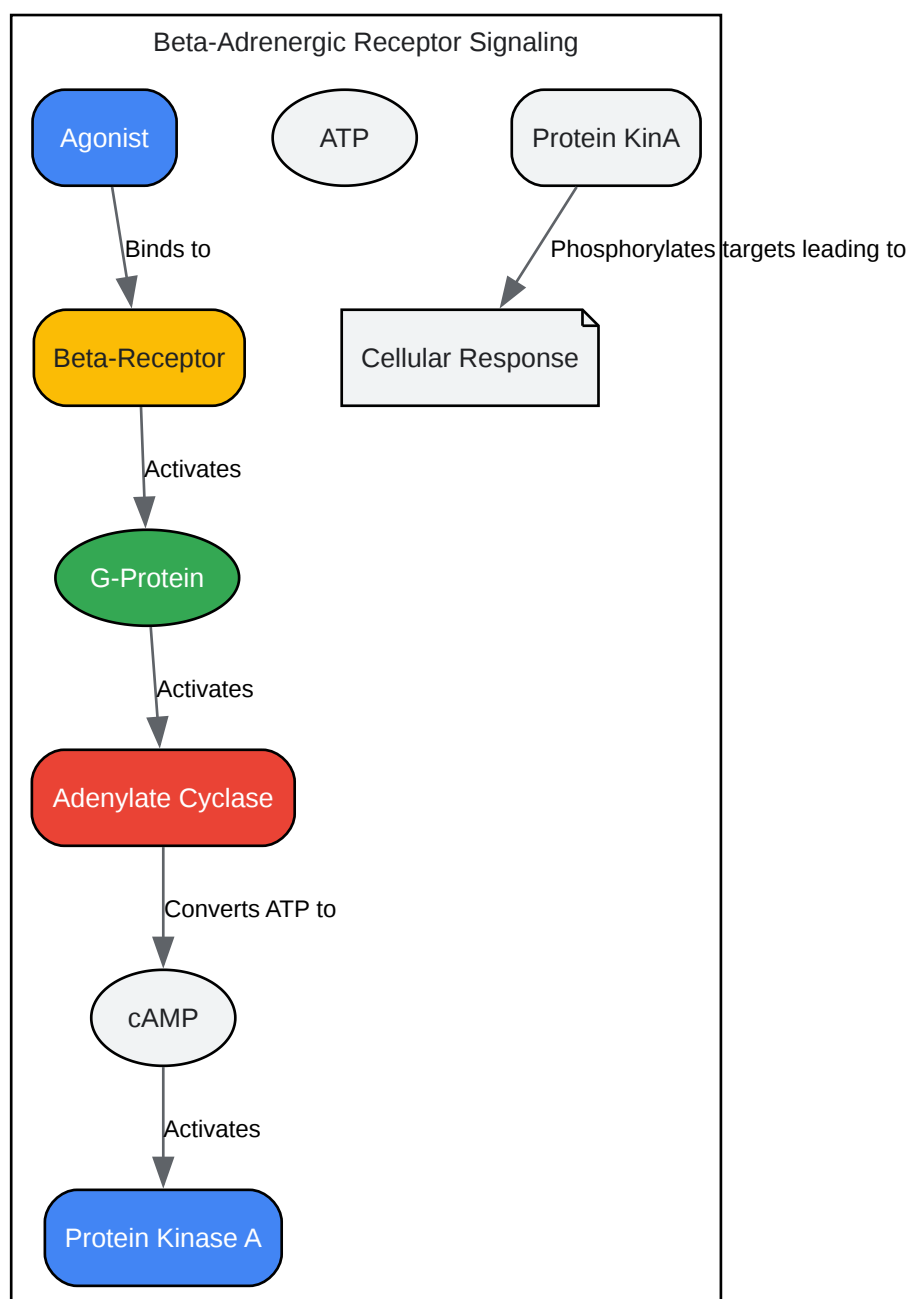 Beta-Adrenergic Receptor Signaling
Agonist
ATP
Protein KinA
Binds to
Phosphorylates targets leading to
Beta-Receptor
Cellular Response
Activates
G-Protein
Activates
Adenylate Cyclase
Converts ATP to
cAMP
Activates
Protein Kinase A